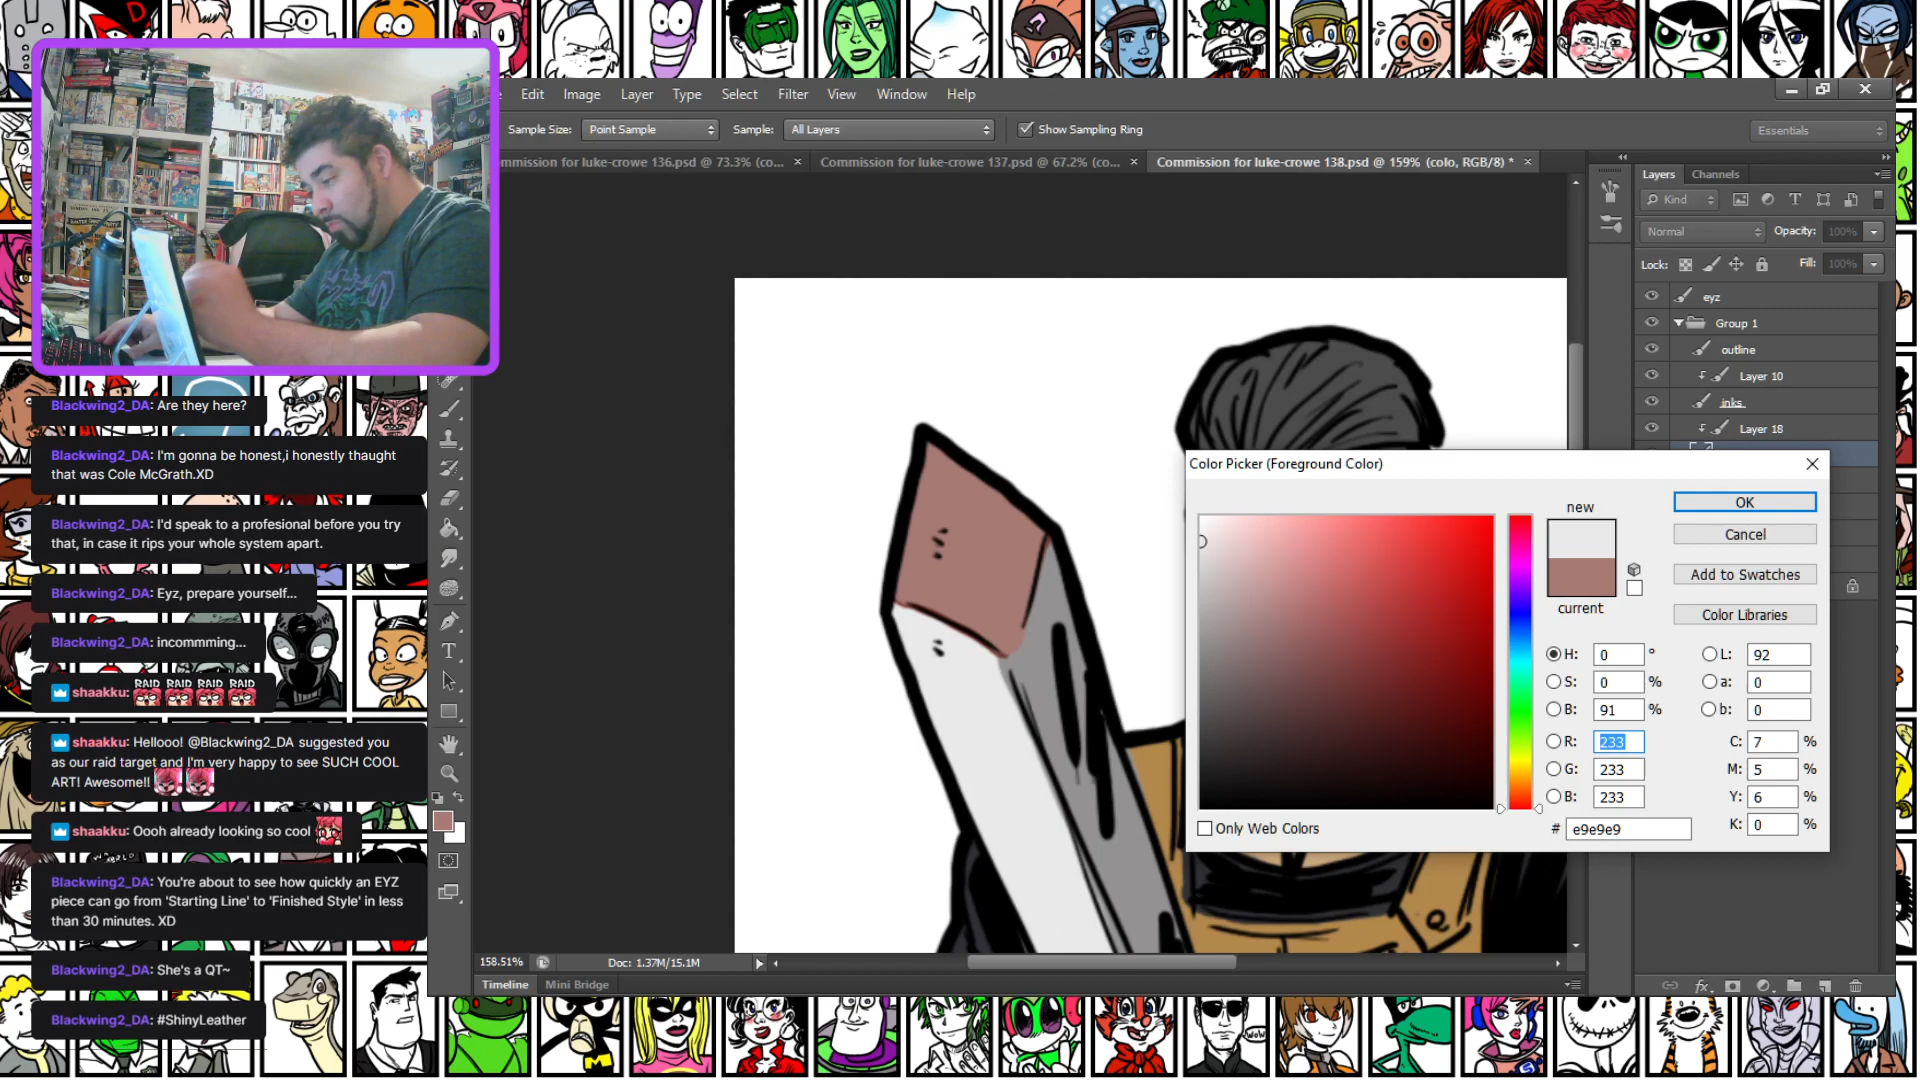 Edit Image Layer Type Select Filter View Window Help
Sample Size: Point Sample Sample: All Layers Show Sampling Ring Essentials
ommission for luke-crowe 136.psd @ 73.3% (co... × Commission for luke-crowe 137.psd @ 67.2% (co... × Commission for luke-crowe 138.psd @ 159% (colo, RGB/8) * ×
Layers Channels
Kind
Normal Opacity: 100%
Lock: Fill: 100%
eyz
Group 1
outline
Layer 10
inks
Layer 18
Color Picker (Foreground Color)
new
current
OK
Cancel
Add to Swatches
Color Libraries
H: 0 ° L: 92
S: 0 % a: 0
B: 91 % b: 0
R: 233 C: 7 %
G: 233 M: 5 %
B: 233 Y: 6 %
# e9e9e9 K: 0 %
Only Web Colors
158.51% Doc: 1.37M/15.1M
Timeline Mini Bridge
Blackwing2_DA: Are they here?
Blackwing2_DA: I'm gonna be honest,i honestly thaught
that was Cole McGrath.XD
Blackwing2_DA: I'd speak to a profesional before you try
that, in case it rips your whole system apart.
Blackwing2_DA: Eyz, prepare yourself...
Blackwing2_DA: incommming...
shaakku: RAID RAID RAID RAID
shaakku: Hellooo! @Blackwing2_DA suggested you
as our raid target and I'm very happy to see SUCH COOL
ART! Awesome!!
shaakku: Oooh already looking so cool
Blackwing2_DA: You're about to see how quickly an EYZ
piece can go from 'Starting Line' to 'Finished Style' in less
than 30 minutes. XD
Blackwing2_DA: She's a QT~
Blackwing2_DA: #ShinyLeather
WOW